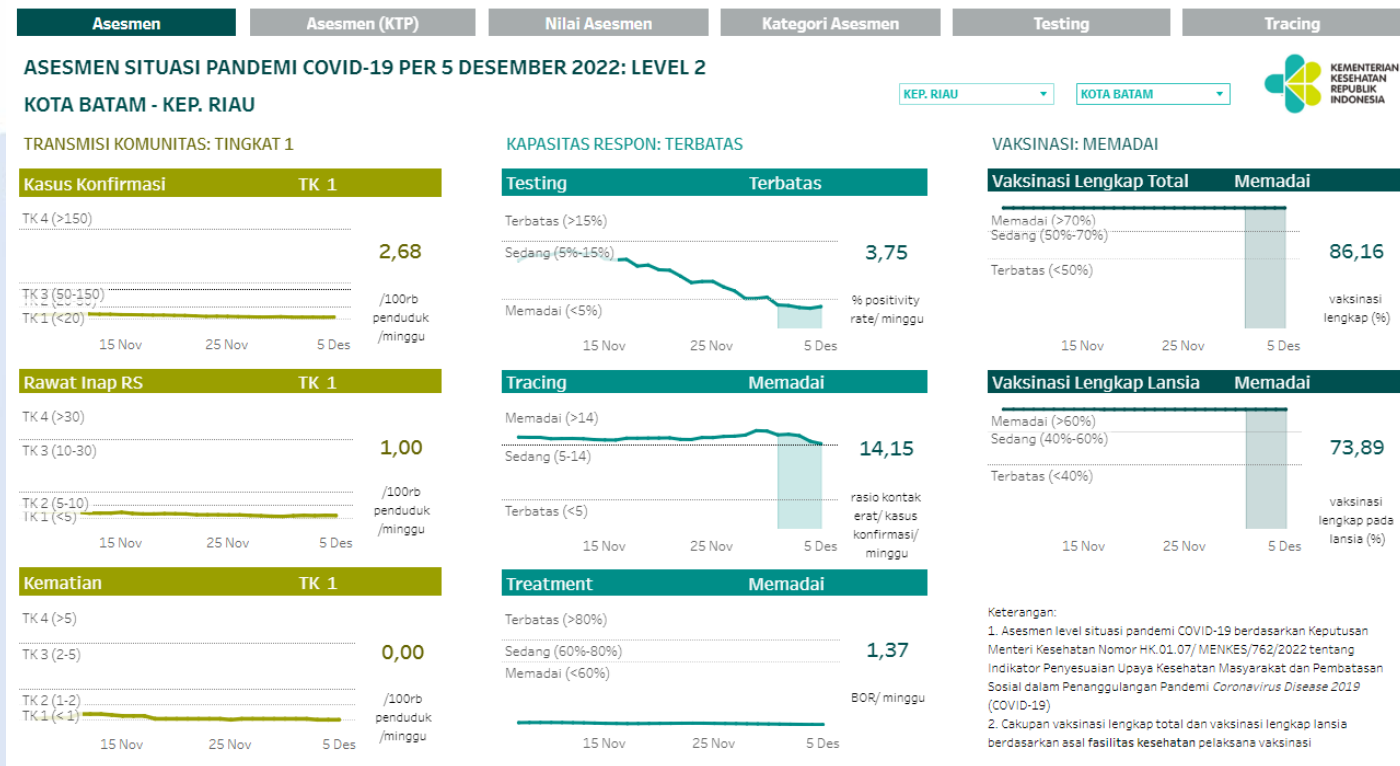 Asesmen
Asesmen (KTP)
Nilai Asesmen
Kategori Asesmen
Testing
Tracing
ASESMEN SITUASI PANDEMI COVID-19 PER 5 DESEMBER 2022: LEVEL 2
KOTA BATAM - KEP. RIAU
KEP. RIAU
KOTA BATAM
KEMENTERIAN
KESEHATAN
REPUBLIK
INDONESIA
TRANSMISI KOMUNITAS: TINGKAT 1
Kasus Konfirmasi TK 1
TK 4 (>150)
2,68
TK 3 (50-150)
TK 1 (<20)
/100rb
penduduk
/minggu
15 Nov 25 Nov 5 Des
Rawat Inap RS TK 1
TK 4 (>30)
TK 3 (10-30)
1,00
TK 2 (5-10)
TK 1 (<5)
/100rb
penduduk
/minggu
15 Nov 25 Nov 5 Des
Kematian TK 1
TK 4 (>5)
TK 3 (2-5)
0,00
TK 2 (1-2)
TK 1 (< 1)
/100rb
penduduk
/minggu
15 Nov 25 Nov 5 Des
KAPASITAS RESPON: TERBATAS
Testing Terbatas
Terbatas (>15%)
Sedang (5%-15%)
3,75
Memadai (<5%)
% positivity
rate/ minggu
15 Nov 25 Nov 5 Des
Tracing Memadai
Memadai (>14)
Sedang (5-14)
14,15
Terbatas (<5)
rasio kontak
erat/ kasus
konfirmasi/
minggu
15 Nov 25 Nov 5 Des
Treatment Memadai
Terbatas (>80%)
Sedang (60%-80%)
Memadai (<60%)
1,37
BOR/ minggu
15 Nov 25 Nov 5 Des
VAKSINASI: MEMADAI
Vaksinasi Lengkap Total Memadai
Memadai (>70%)
Sedang (50%-70%)
Terbatas (<50%)
86,16
vaksinasi
lengkap (%)
15 Nov 25 Nov 5 Des
Vaksinasi Lengkap Lansia Memadai
Memadai (>60%)
Sedang (40%-60%)
Terbatas (<40%)
73,89
vaksinasi
lengkap pada
lansia (%)
15 Nov 25 Nov 5 Des
Keterangan:
1. Asesmen level situasi pandemi COVID-19 berdasarkan Keputusan
Menteri Kesehatan Nomor HK.01.07/ MENKES/762/2022 tentang
Indikator Penyesuaian Upaya Kesehatan Masyarakat dan Pembatasan
Sosial dalam Penanggulangan Pandemi Coronavirus Disease 2019
(COVID-19)
2. Cakupan vaksinasi lengkap total dan vaksinasi lengkap lansia
berdasarkan asal fasilitas kesehatan pelaksana vaksinasi